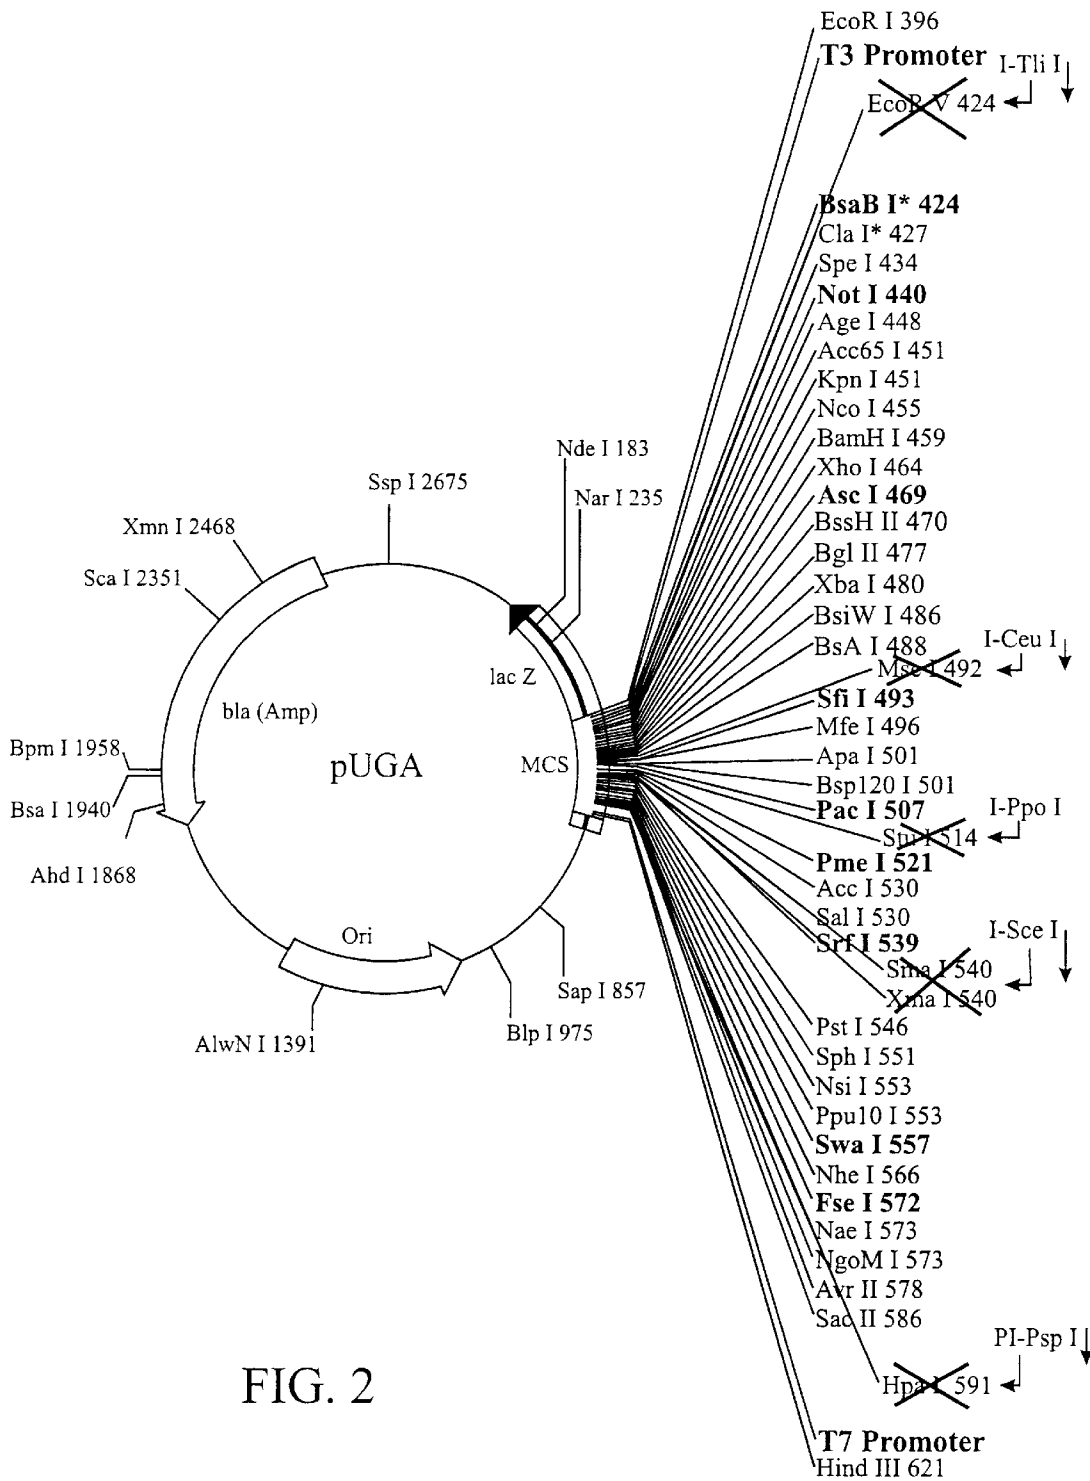 EcoR I 396
T3 Promoter
I-Tli I
EcoR V 424
BsaB I* 424
Cla I* 427
Spe I 434
Not I 440
Age I 448
Acc65 I 451
Kpn I 451
Nco I 455
BamH I 459
Xho I 464
Asc I 469
BssH II 470
Bgl II 477
Xba I 480
BsiW I 486
BsA I 488
I-Ceu I
Msc I 492
Sfi I 493
Mfe I 496
Apa I 501
Bsp120 I 501
Pac I 507
I-Ppo I
Stu I 514
Pme I 521
Acc I 530
Sal I 530
Srf I 539
I-Sce I
Sma I 540
Xma I 540
Pst I 546
Sph I 551
Nsi I 553
Ppu10 I 553
Swa I 557
Nhe I 566
Fse I 572
Nae I 573
NgoM I 573
Avr II 578
Sac II 586
PI-Psp I
Hpa I 591
T7 Promoter
Hind III 621
Nde I 183
Nar I 235
Ssp I 2675
Xmn I 2468
Sca I 2351
lac Z
bla (Amp)
pUGA
MCS
Bpm I 1958
Bsa I 1940
Ahd I 1868
Ori
Sap I 857
Blp I 975
AlwN I 1391
FIG. 2